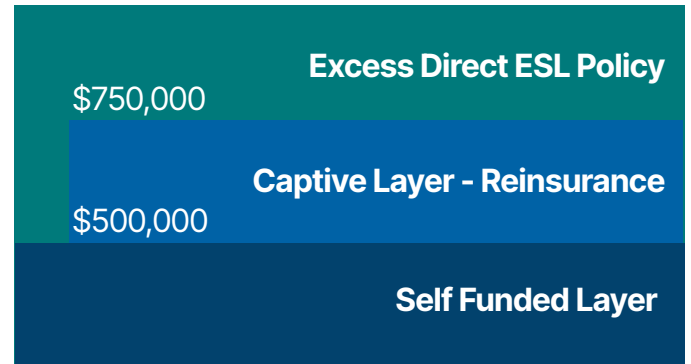 Excess Direct ESL Policy
$750,000
Captive Layer - Reinsurance
$500,000
Self Funded Layer